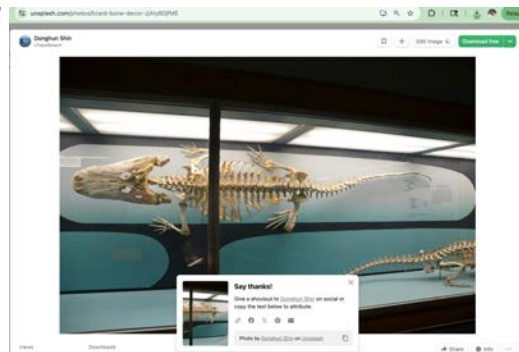 unsplash.com/photos/lizard-bone-decor-zjAlyBSjfME
Donghun Shin
Edit image
Download free
Say thanks!
Give a shoutout to Donghun Shin on social or
copy the text below to attribute.
Photo by Donghun Shin on Unsplash
Views
Downloads
Share
Info